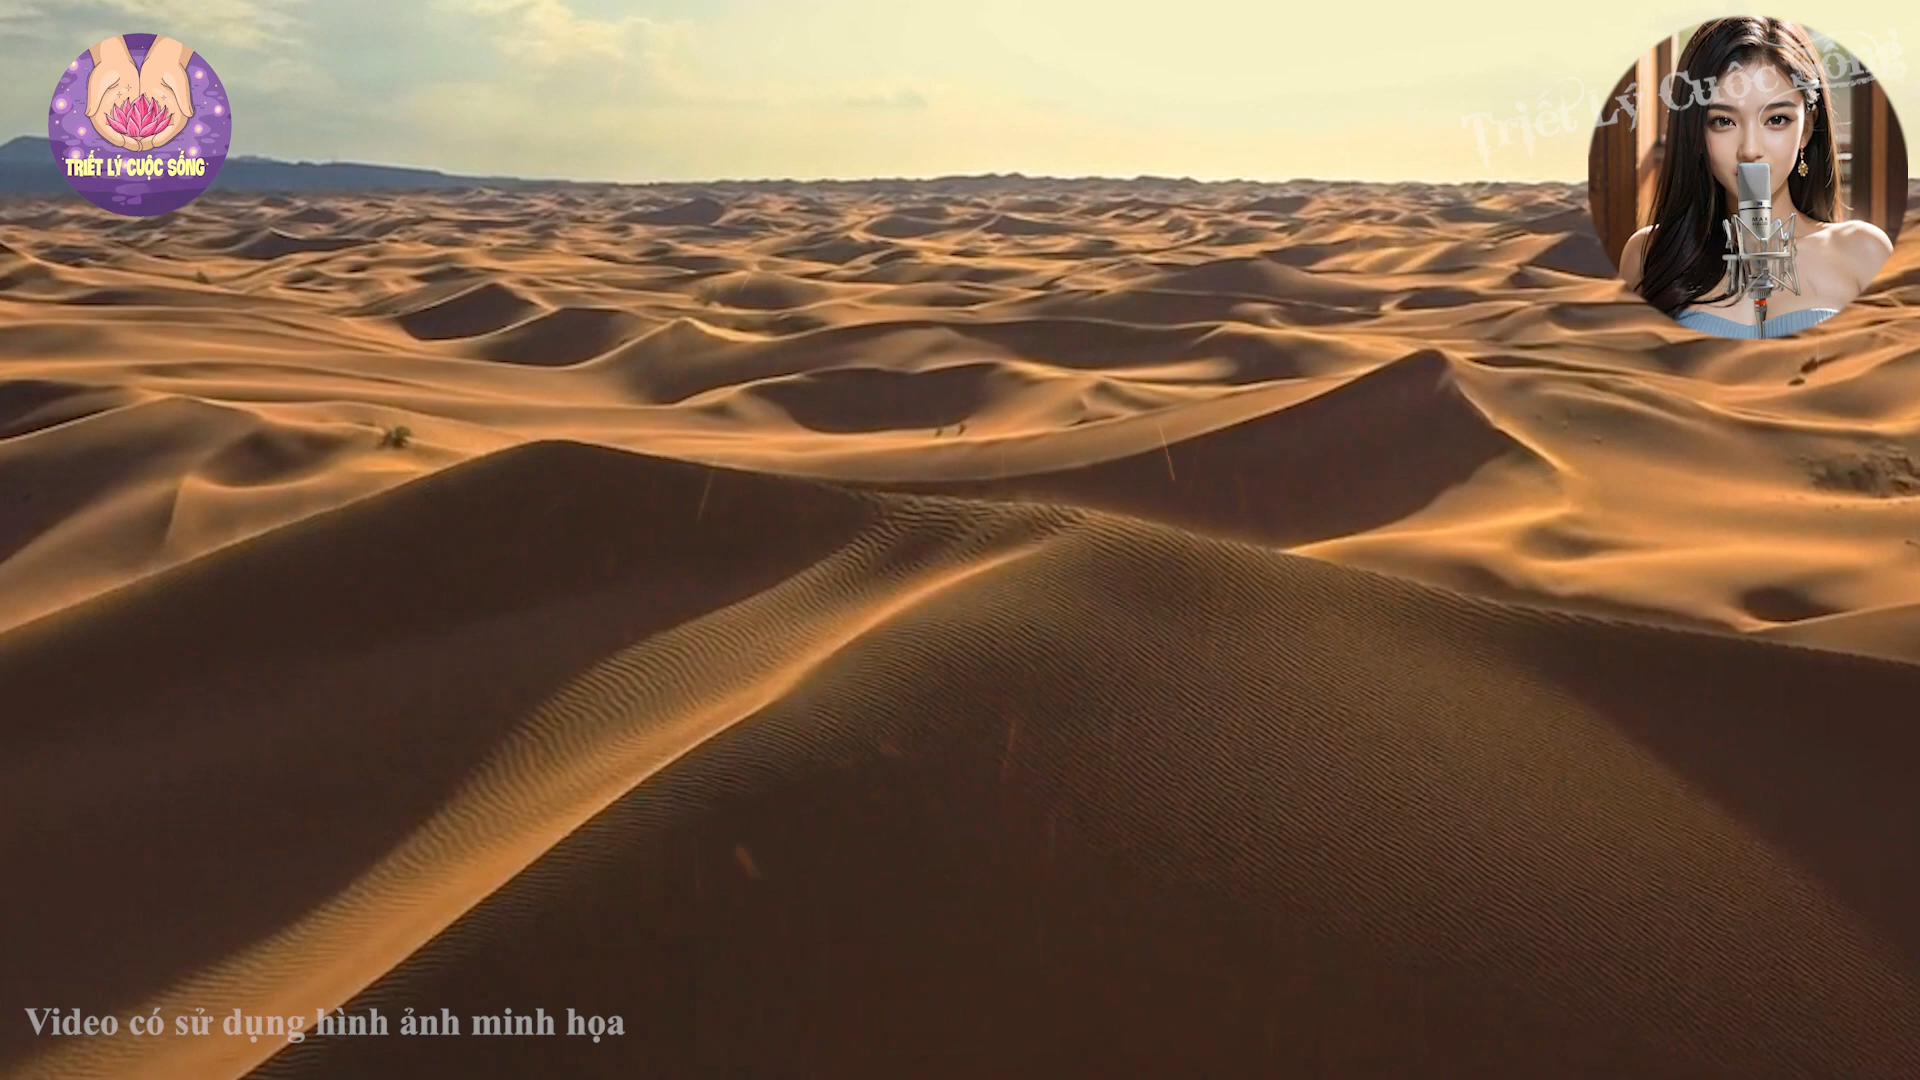 TRIẾT LÝ CUỘC SỐNG
Triết Lý Cuộc Sống
Video có sử dụng hình ảnh minh họa